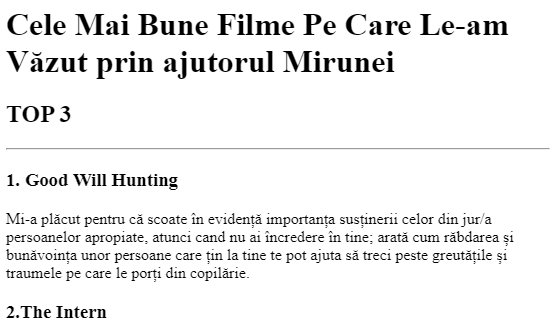 Cele Mai Bune Filme Pe Care Le-am
Văzut prin ajutorul Mirunei
TOP 3
1. Good Will Hunting
Mi-a plăcut pentru că scoate în evidență importanța susținerii celor din jur/a
persoanelor apropiate, atunci cand nu ai încredere în tine; arată cum răbdarea și
bunăvoința unor persoane care țin la tine te pot ajuta să treci peste greutățile și
traumele pe care le porți din copilărie.
2.The Intern